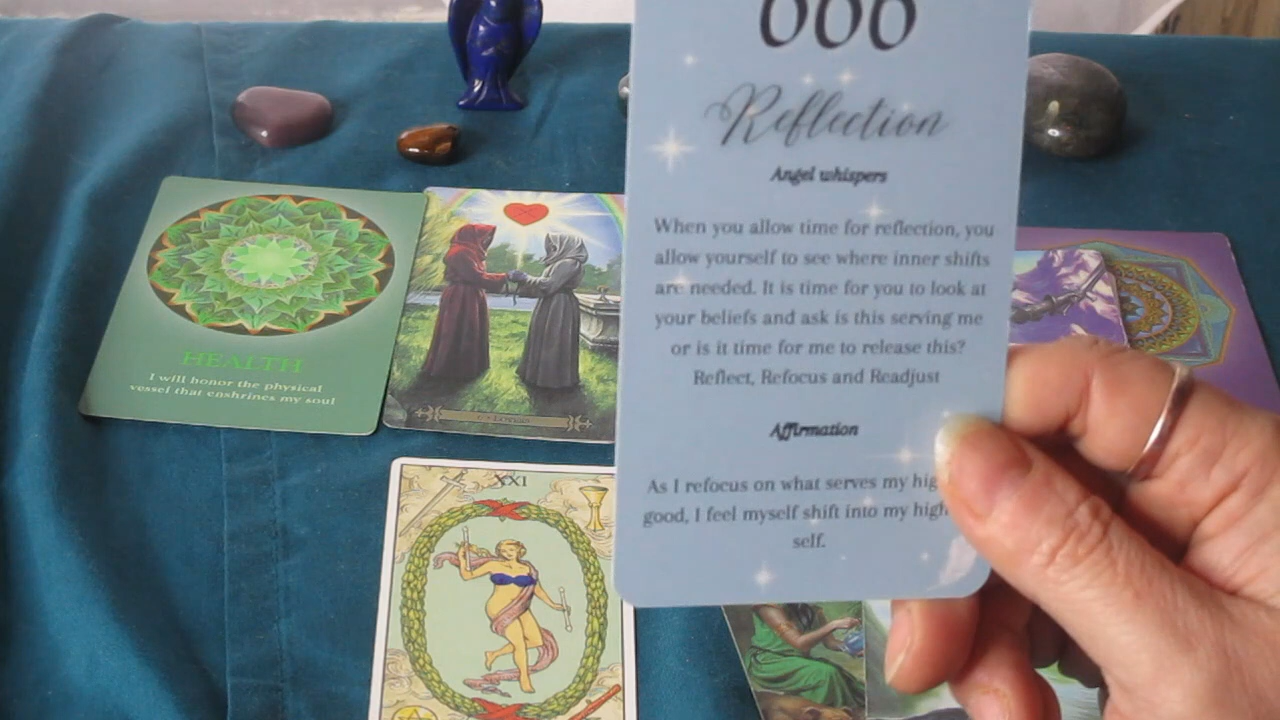 666
Reflection
Angel whispers
When you allow time for reflection, you
allow yourself to see where inner shifts
are needed. It is time for you to look at
your beliefs and ask is this serving me
or is it time for me to release this?
Reflect, Refocus and Readjust
Affirmation
As I refocus on what serves my hig
good, I feel myself shift into my high
self.
HEALTH
I will honor the physical
vessel that enshrines my soul
XXI